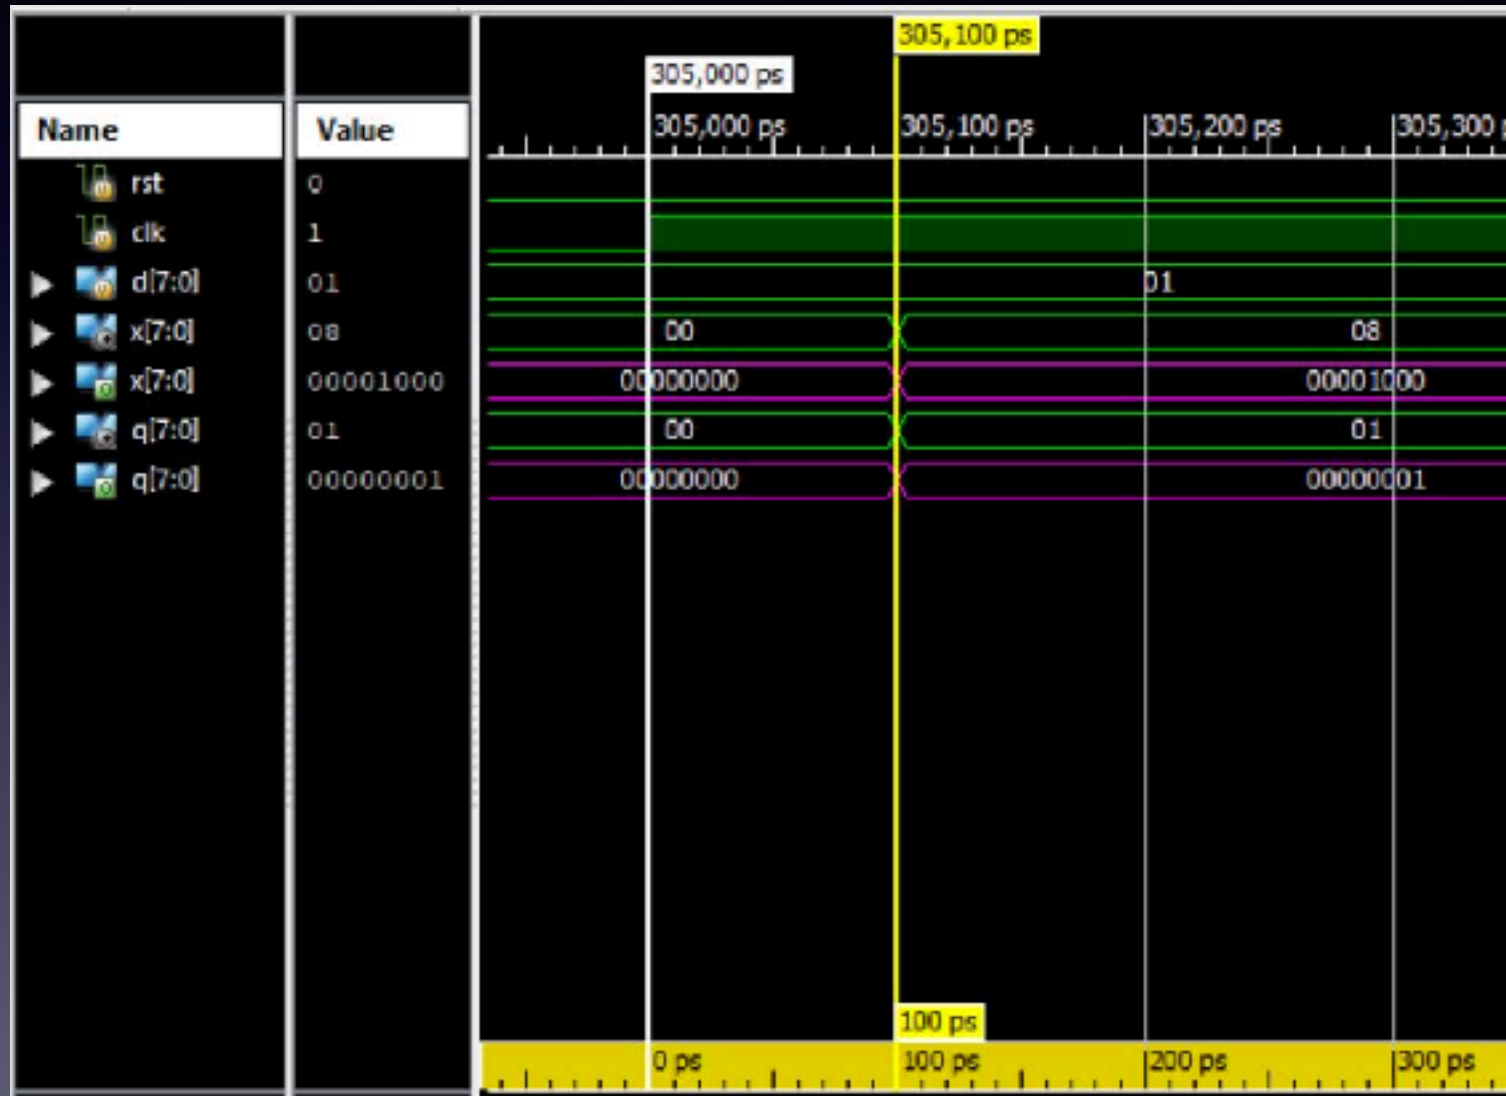 305,100 ps
305,000 ps
Name Value 305,000 ps 305,100 ps 305,200 ps 305,300
rst 0
clk 1
d[7:0] 01 01
x[7:0] 08 00 08
x[7:0] 00001000 00000000 00001000
q[7:0] 01 00 01
q[7:0] 00000001 00000000 00000001
100 ps
0 ps 100 ps 200 ps 300 ps